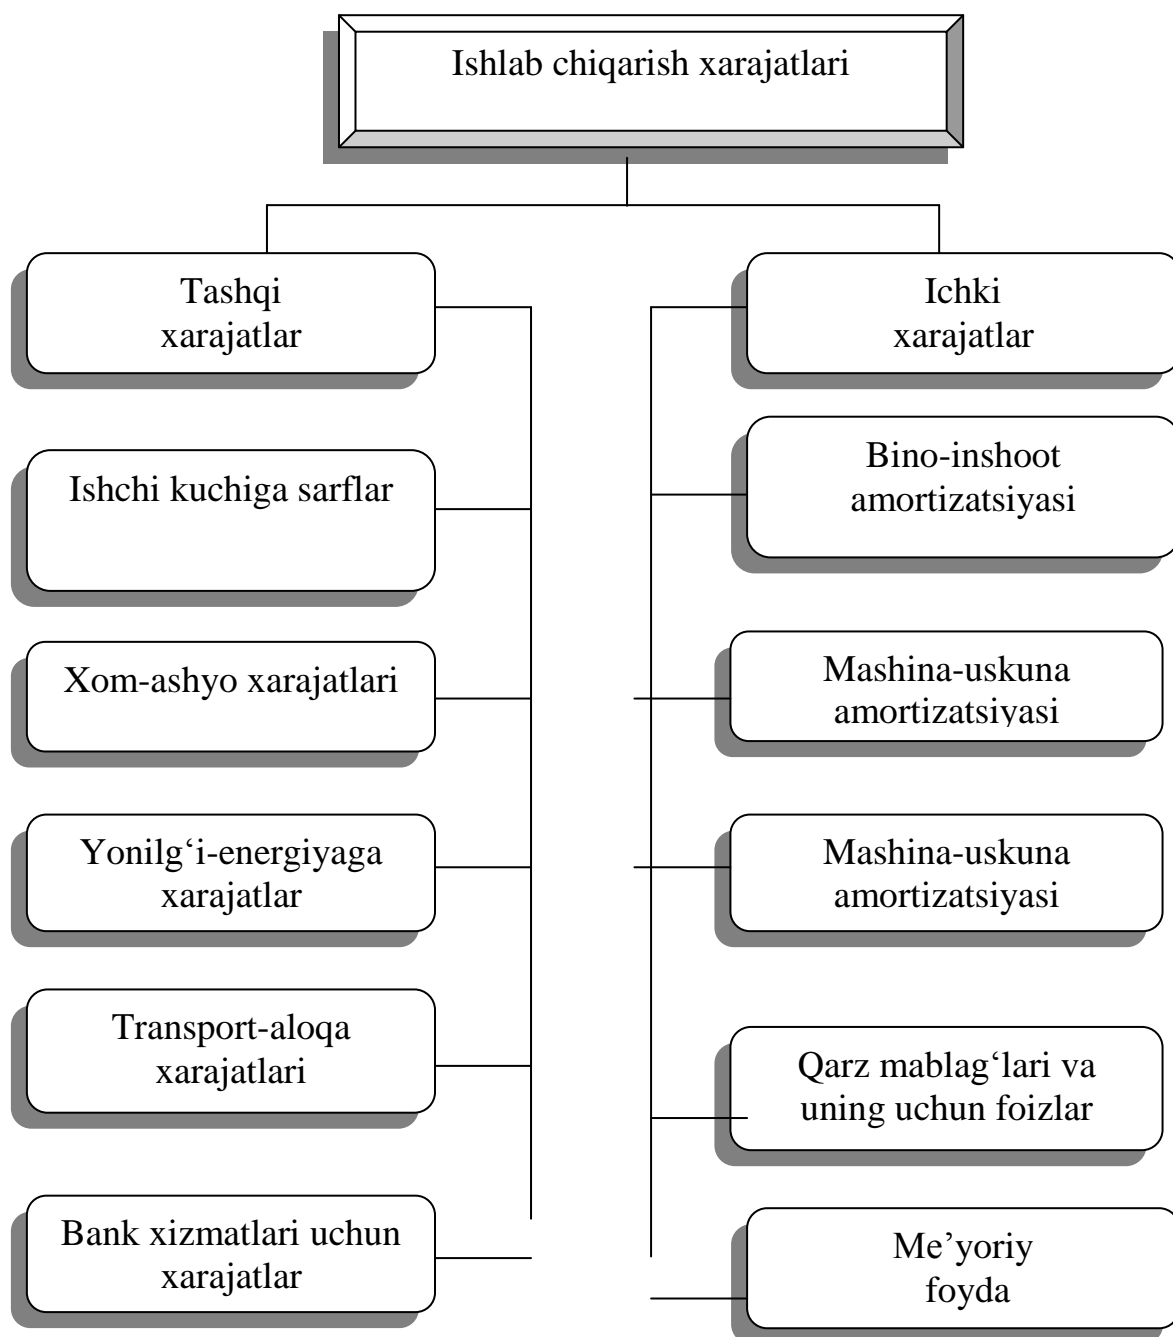 Ishlab chiqarish xarajatlari
Tashqi
xarajatlar
Ishchi kuchiga sarflar
Xom-ashyo xarajatlari
Yonilg‘i-energiyaga
xarajatlar
Transport-aloqa
xarajatlari
Bank xizmatlari uchun
xarajatlar
Ichki
xarajatlar
Bino-inshoot
amortizatsiyasi
Mashina-uskuna
amortizatsiyasi
Mashina-uskuna
amortizatsiyasi
Qarz mablag‘lari va
uning uchun foizlar
Me’yoriy
foyda